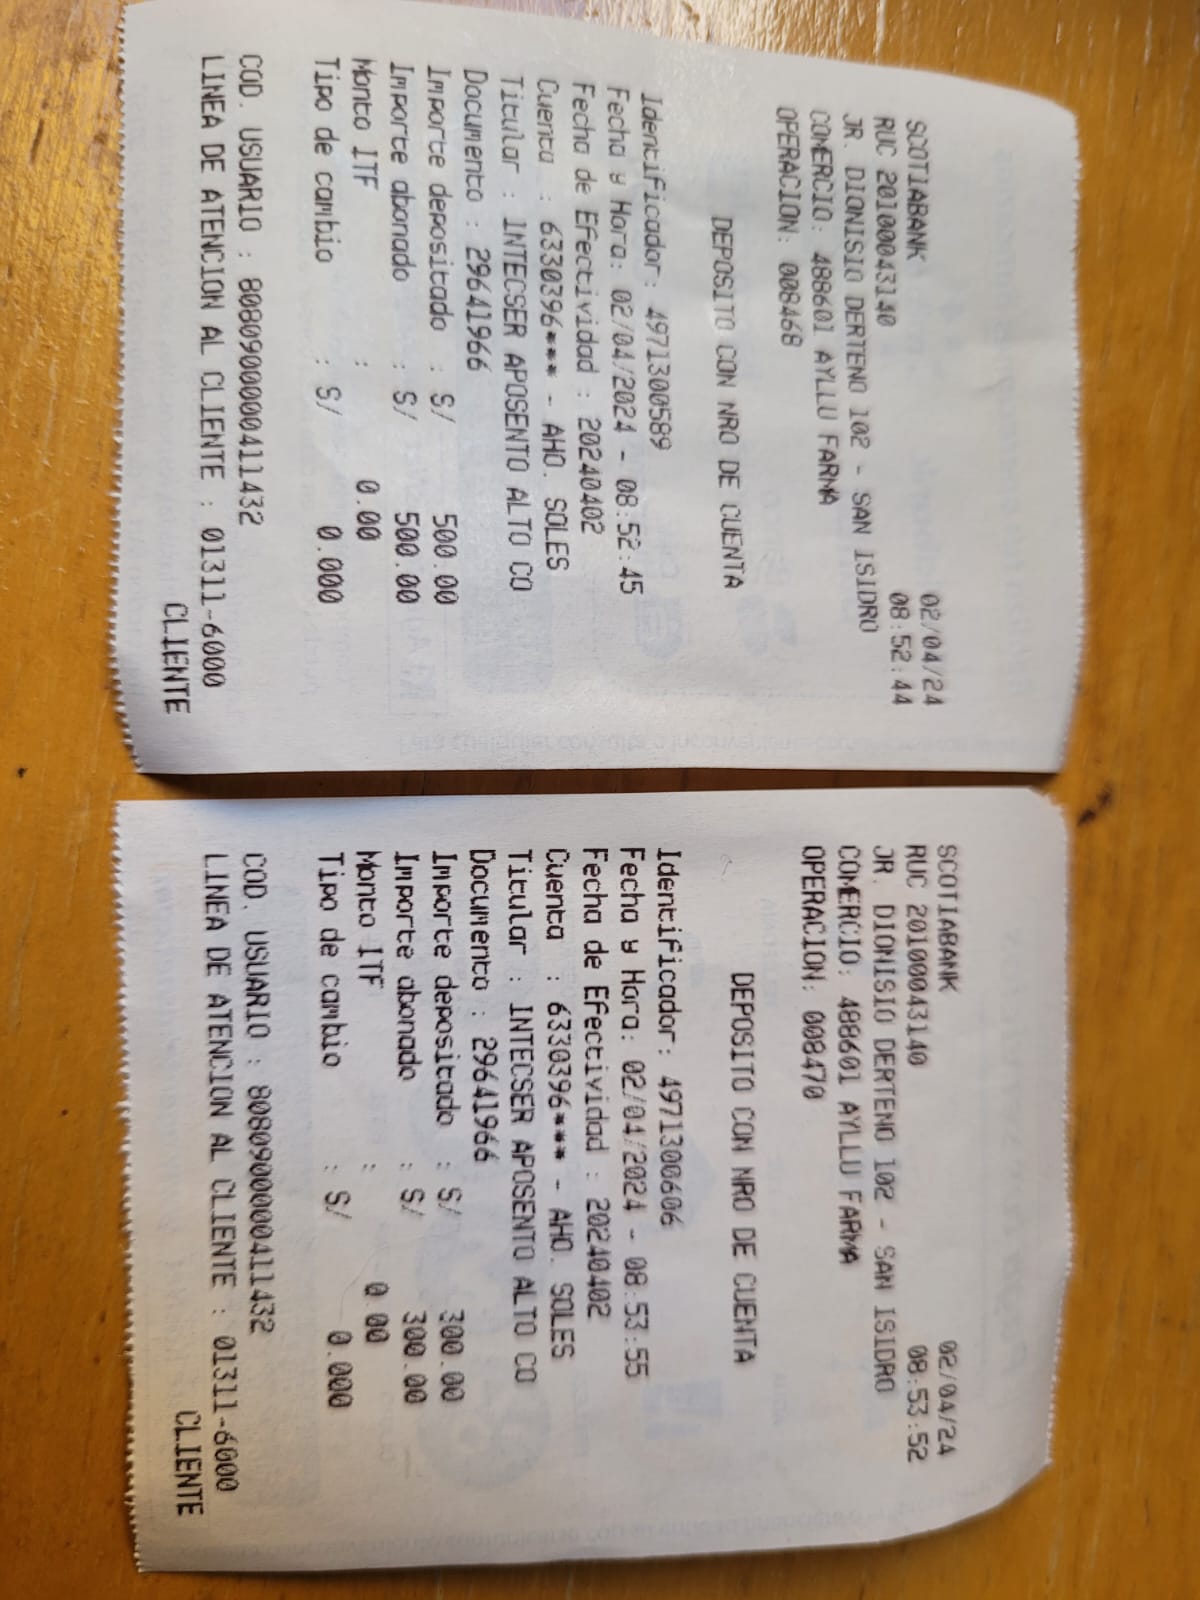 SCOTIABANK 02/04/24
RUC 20100043140 08:52:44
JR. DIONISIO DERTENO 102 - SAN ISIDRO
COMERCIO: 488601 AYLLU FARMA
OPERACION: 008468
DEPOSITO CON NRO DE CUENTA
Identificador: 497130​0589
Fecha y Hora: 02/04/2024 - 08:52:45
Fecha de Efectividad : 20240402
Cuenta : 6330396*** - AHO. SOLES
Titular : INTECSER APOSENTO ALTO CO
Documento : 29641966
Importe depositado : S/ 500.00
Importe abonado : S/ 500.00
Monto ITF : 0.00
Tipo de cambio : S/ 0.000
COD. USUARIO : 8080900000411432
LINEA DE ATENCION AL CLIENTE : 01311-6000
CLIENTE
SCOTIABANK 02/04/24
RUC 20100043140 08:53:52
JR. DIONISIO DERTENO 102 - SAN ISIDRO
COMERCIO: 488601 AYLLU FARMA
OPERACION: 008470
DEPOSITO CON NRO DE CUENTA
Identificador: 4971300606
Fecha y Hora: 02/04/2024 - 08:53:55
Fecha de Efectividad : 20240402
Cuenta : 6330396*** - AHO. SOLES
Titular : INTECSER APOSENTO ALTO CO
Documento : 29641966
Importe depositado : S/ 300.00
Importe abonado : S/ 300.00
Monto ITF : 0.00
Tipo de cambio : S/ 0.000
COD. USUARIO : 8080900000411432
LINEA DE ATENCION AL CLIENTE : 01311-6000
CLIENTE